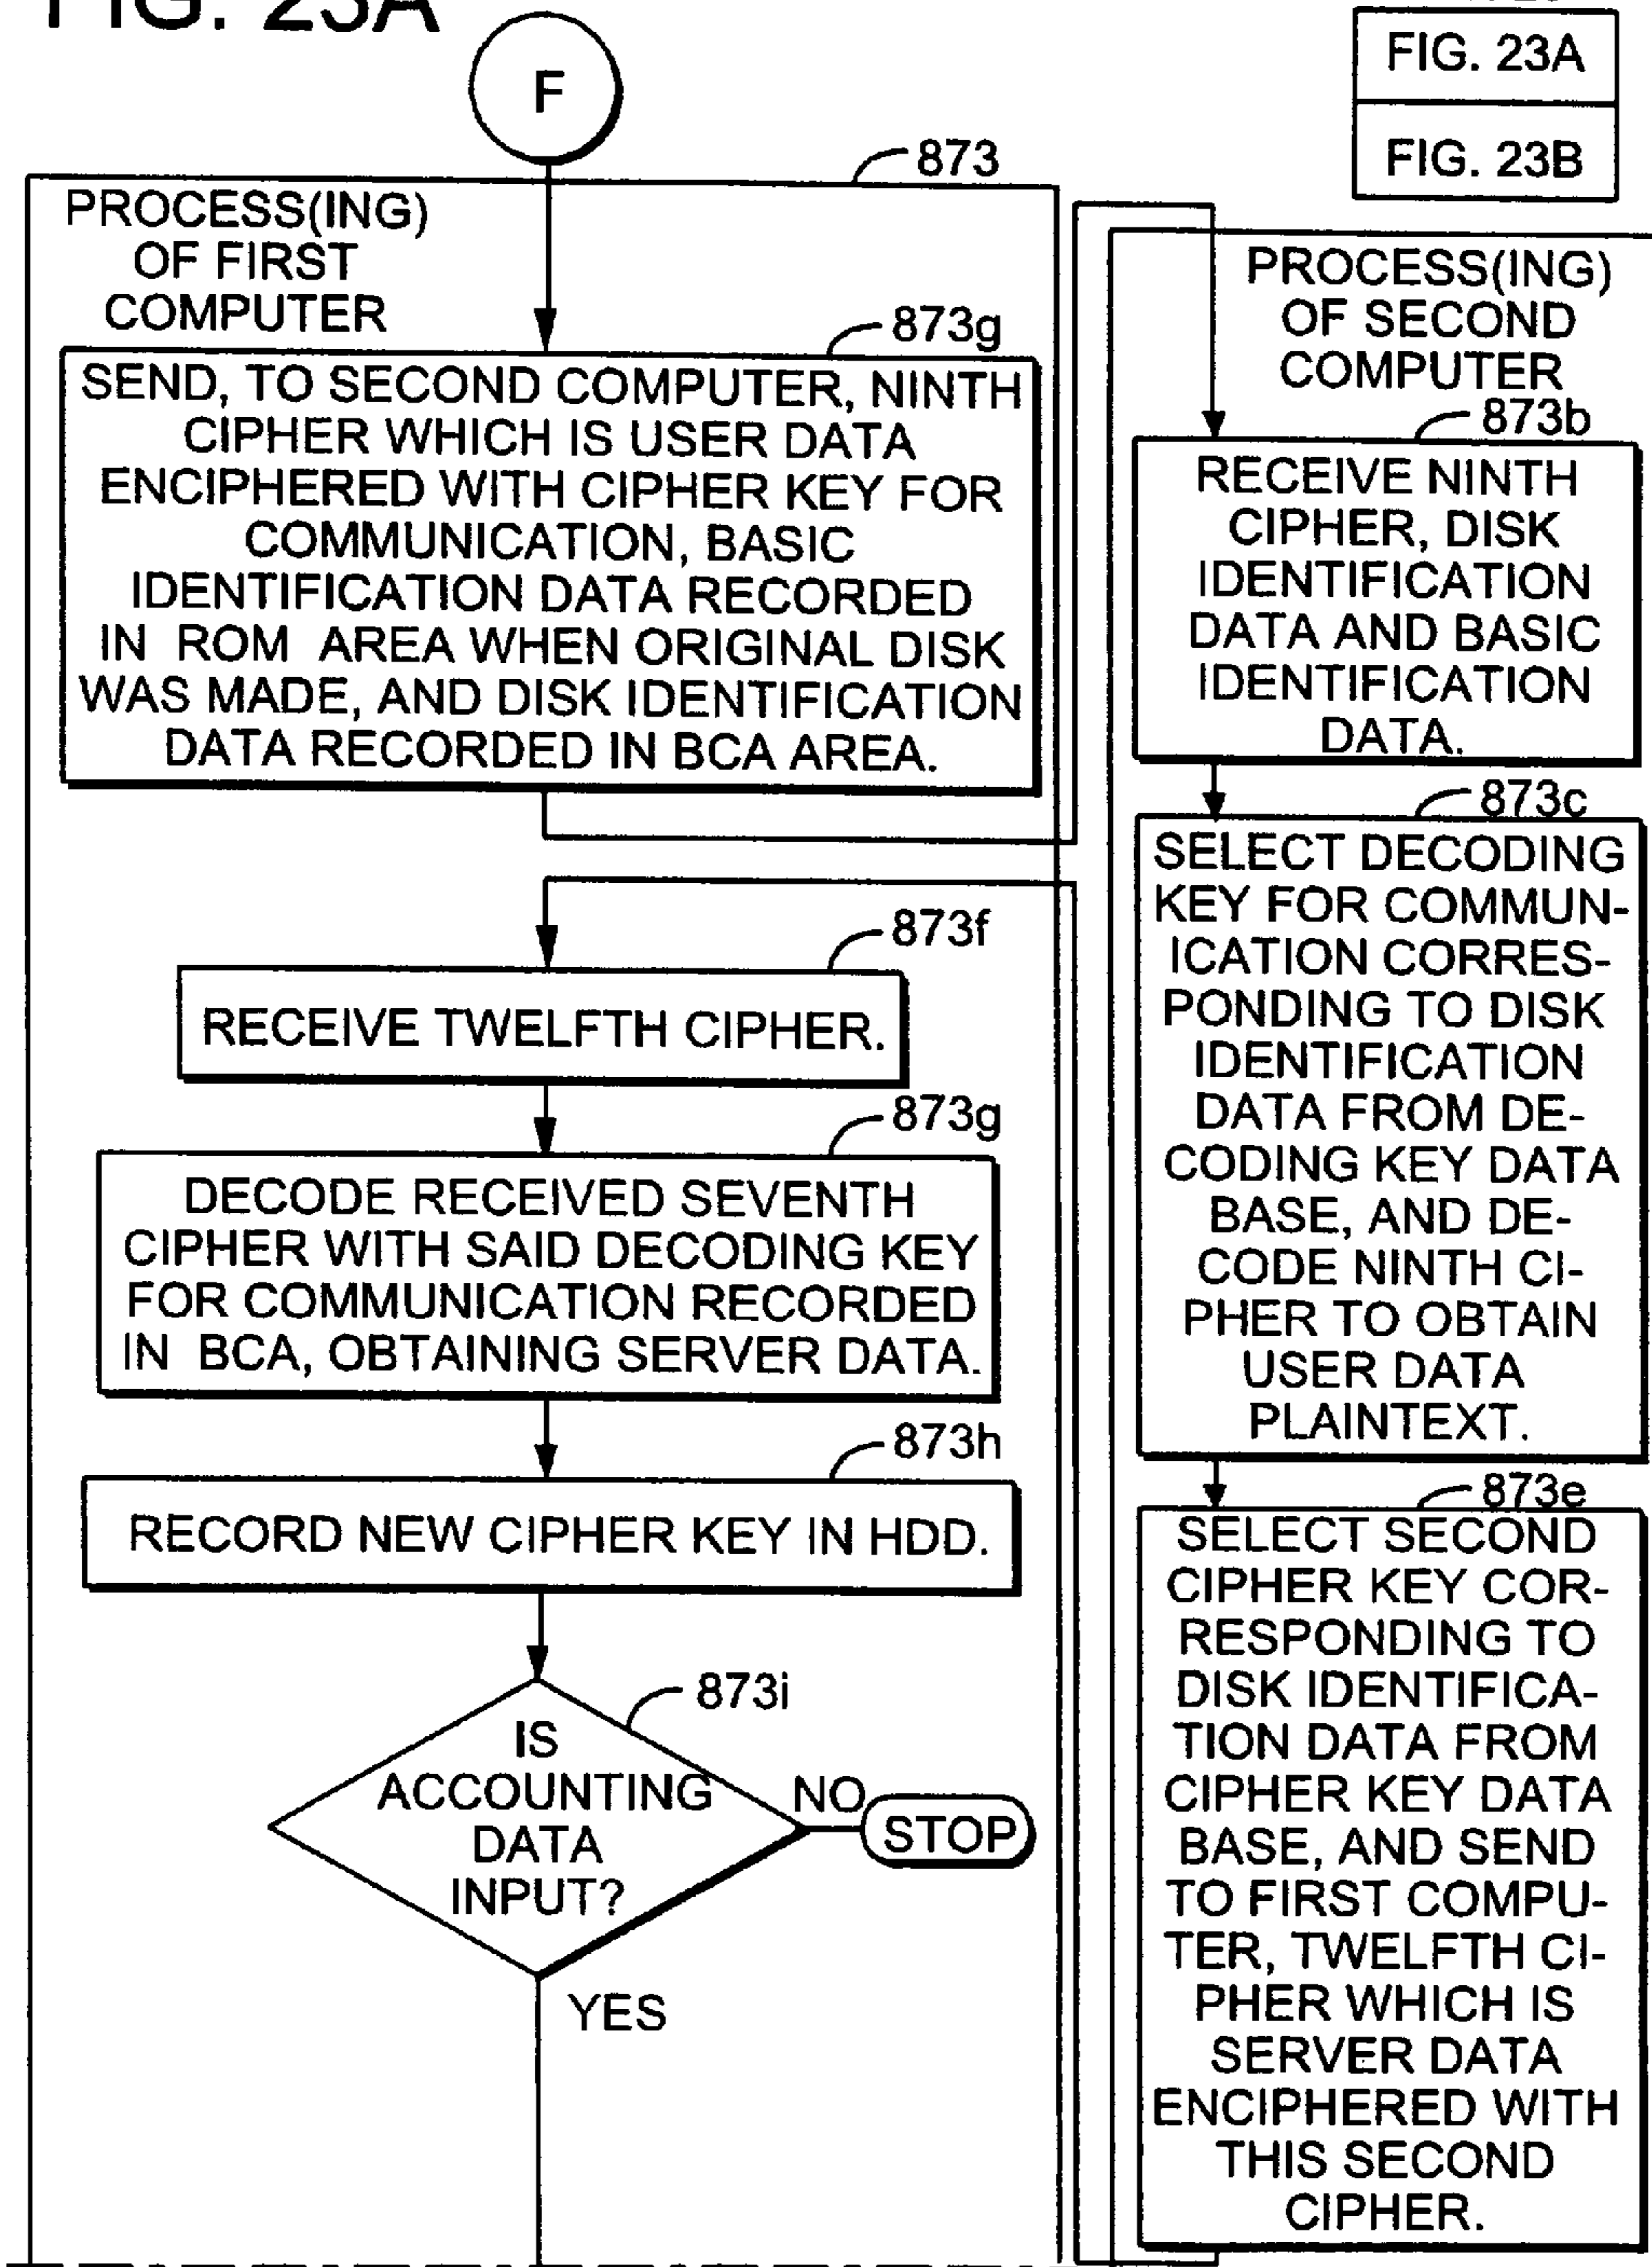 FIG. 23A
F
FIG. 23A
FIG. 23B
873
PROCESS(ING)
OF FIRST
COMPUTER
873g
SEND, TO SECOND COMPUTER, NINTH
CIPHER WHICH IS USER DATA
ENCIPHERED WITH CIPHER KEY FOR
COMMUNICATION, BASIC
IDENTIFICATION DATA RECORDED
IN ROM AREA WHEN ORIGINAL DISK
WAS MADE, AND DISK IDENTIFICATION
DATA RECORDED IN BCA AREA.
873f
RECEIVE TWELFTH CIPHER.
873g
DECODE RECEIVED SEVENTH
CIPHER WITH SAID DECODING KEY
FOR COMMUNICATION RECORDED
IN BCA, OBTAINING SERVER DATA.
873h
RECORD NEW CIPHER KEY IN HDD.
873i
IS
ACCOUNTING
DATA
INPUT?
NO
STOP
YES
PROCESS(ING)
OF SECOND
COMPUTER
873b
RECEIVE NINTH
CIPHER, DISK
IDENTIFICATION
DATA AND BASIC
IDENTIFICATION
DATA.
873c
SELECT DECODING
KEY FOR COMMUN-
ICATION CORRES-
PONDING TO DISK
IDENTIFICATION
DATA FROM DE-
CODING KEY DATA
BASE, AND DE-
CODE NINTH CI-
PHER TO OBTAIN
USER DATA
PLAINTEXT.
873e
SELECT SECOND
CIPHER KEY COR-
RESPONDING TO
DISK IDENTIFICA-
TION DATA FROM
CIPHER KEY DATA
BASE, AND SEND
TO FIRST COMPU-
TER, TWELFTH CI-
PHER WHICH IS
SERVER DATA
ENCIPHERED WITH
THIS SECOND
CIPHER.